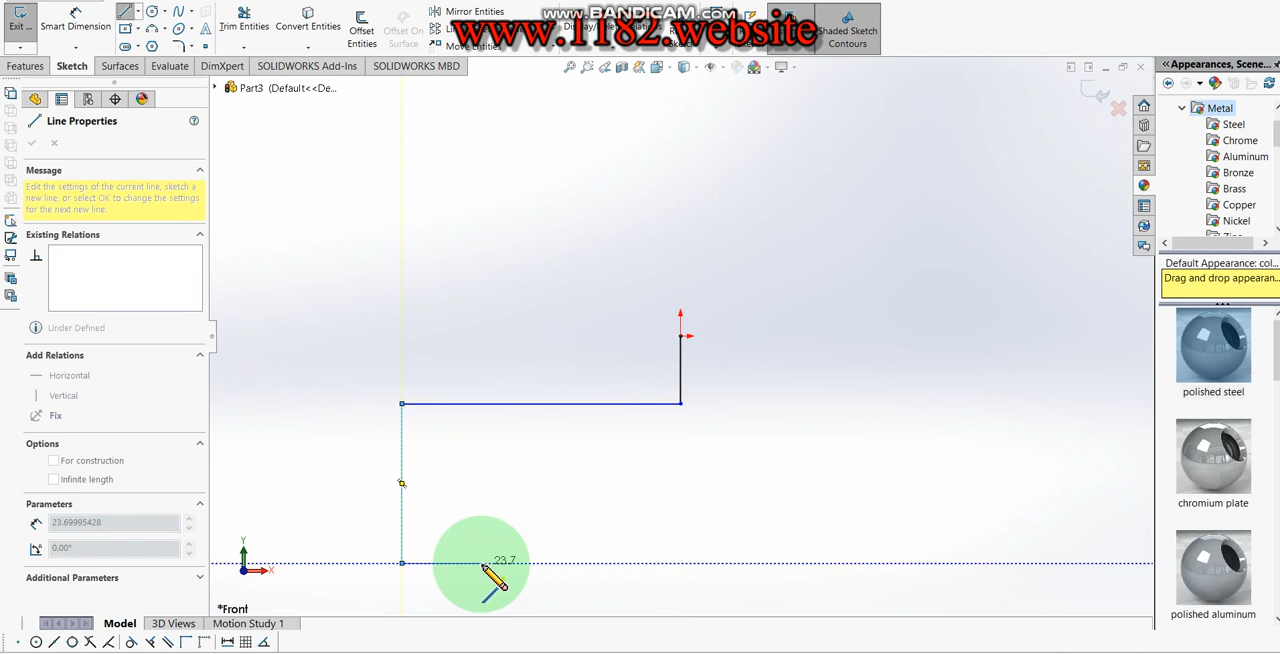 www.BANDICAM.com
www.1182.website
Exit ...
Smart Dimension
Trim Entities
Convert Entities
Offset
Entities
Offset On
Surface
Mirror Entities
Move Entities
Shaded Sketch
Contours
Features
Sketch
Surfaces
Evaluate
DimXpert
SOLIDWORKS Add-Ins
SOLIDWORKS MBD
Part3 (Default<<De...
Line Properties
Message
Edit the settings of the current line, sketch a
new line, or select OK to change the settings
for the next new line.
Existing Relations
Under Defined
Add Relations
Horizontal
Vertical
Fix
Options
For construction
Infinite length
Parameters
23.69995428
0.00°
Additional Parameters
23.7
Y
X
*Front
Model
3D Views
Motion Study 1
Appearances, Scene...
Metal
Steel
Chrome
Aluminum
Bronze
Brass
Copper
Nickel
Default Appearance: col...
Drag and drop appearan...
polished steel
chromium plate
polished aluminum